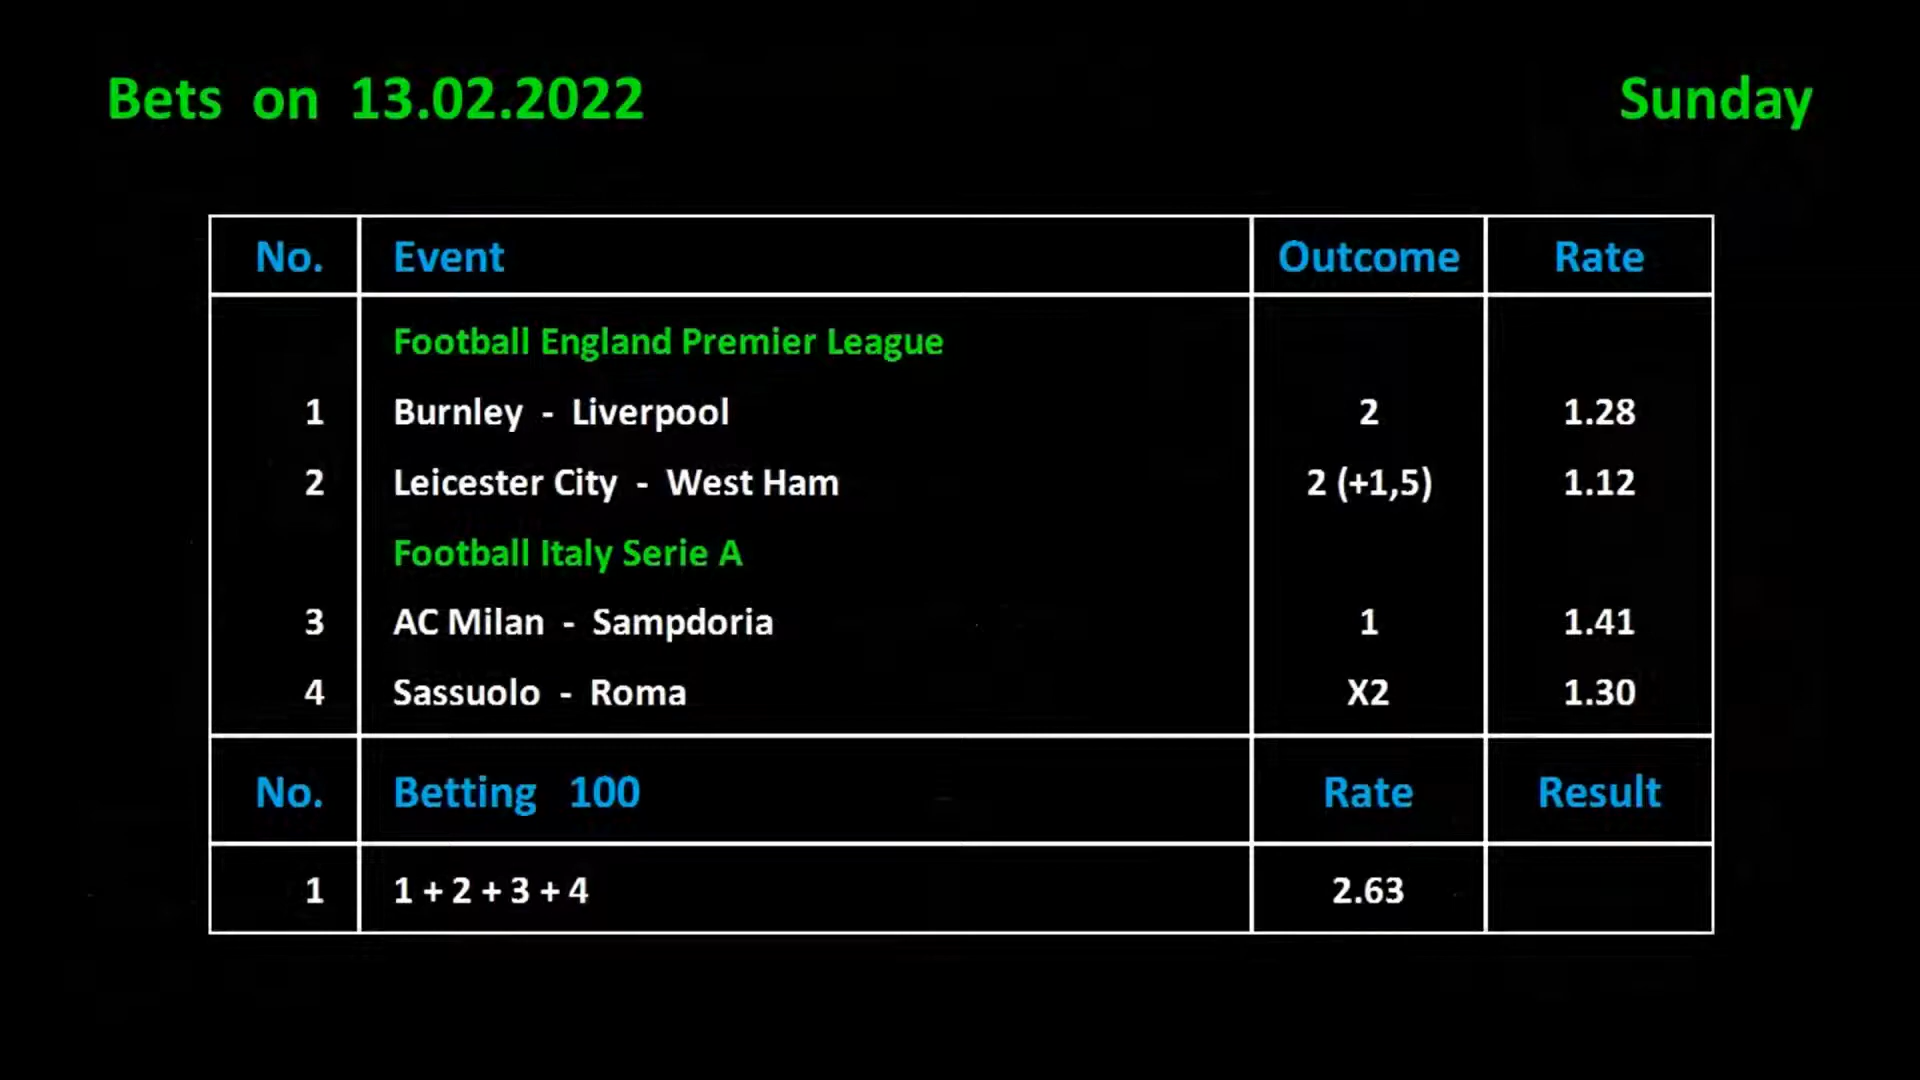 Bets on 13.02.2022 Sunday
No. Event Outcome Rate
Football England Premier League
1 Burnley - Liverpool 2 1.28
2 Leicester City - West Ham 2 (+1,5) 1.12
Football Italy Serie A
3 AC Milan - Sampdoria 1 1.41
4 Sassuolo - Roma X2 1.30
No. Betting 100 Rate Result
1 1 + 2 + 3 + 4 2.63